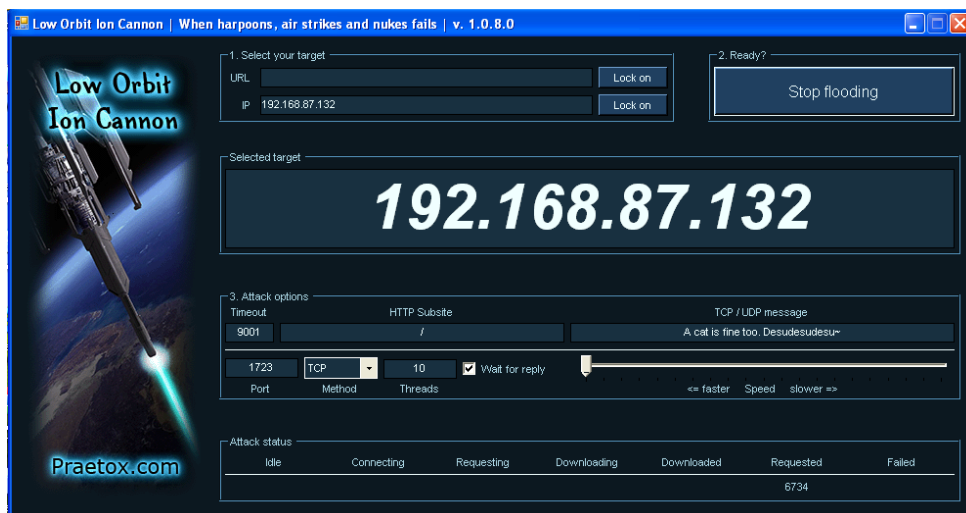 Low Orbit Ion Cannon | When harpoons, air strikes and nukes fails | v. 1.0.8.0
Low Orbit
Ion Cannon
Praetox.com
1. Select your target
URL Lock on
IP 192.168.87.132 Lock on
2. Ready?
Stop flooding
Selected target
192.168.87.132
3. Attack options
Timeout HTTP Subsite TCP / UDP message
9001 / A cat is fine too. Desudesudesu~
1723 TCP 10 Wait for reply
Port Method Threads <= faster Speed slower =>
Attack status
Idle Connecting Requesting Downloading Downloaded Requested Failed
6734